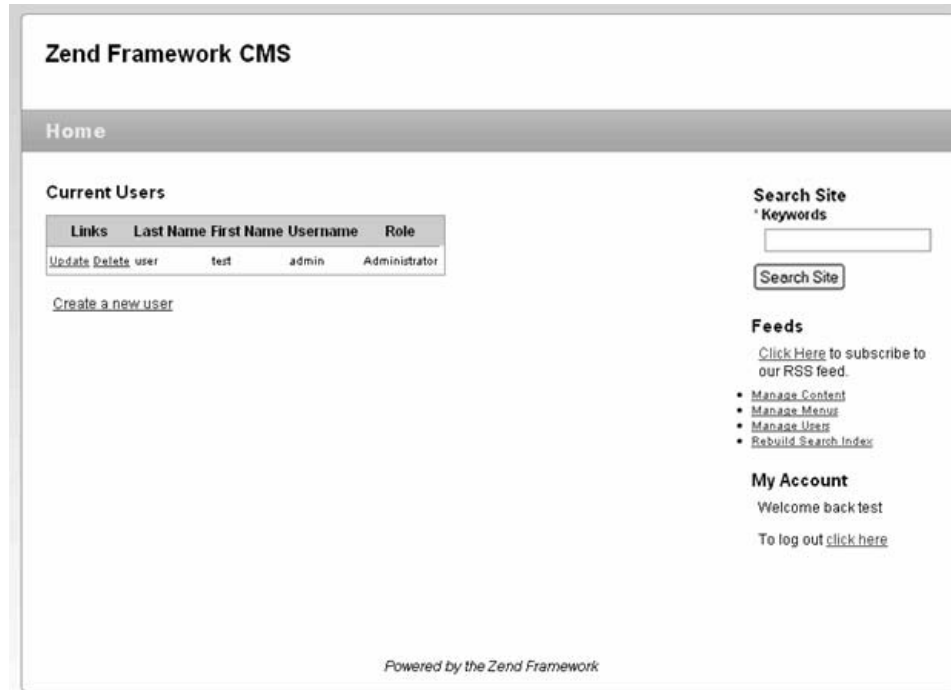 Zend Framework CMS
Home
Current Users
Links Last Name First Name Username Role
Update Delete user test admin Administrator
Create a new user
Search Site
* Keywords
Search Site
Feeds
Click Here to subscribe to
our RSS feed.
Manage Content
Manage Menus
Manage Users
Rebuild Search Index
My Account
Welcome back test
To log out click here
Powered by the Zend Framework